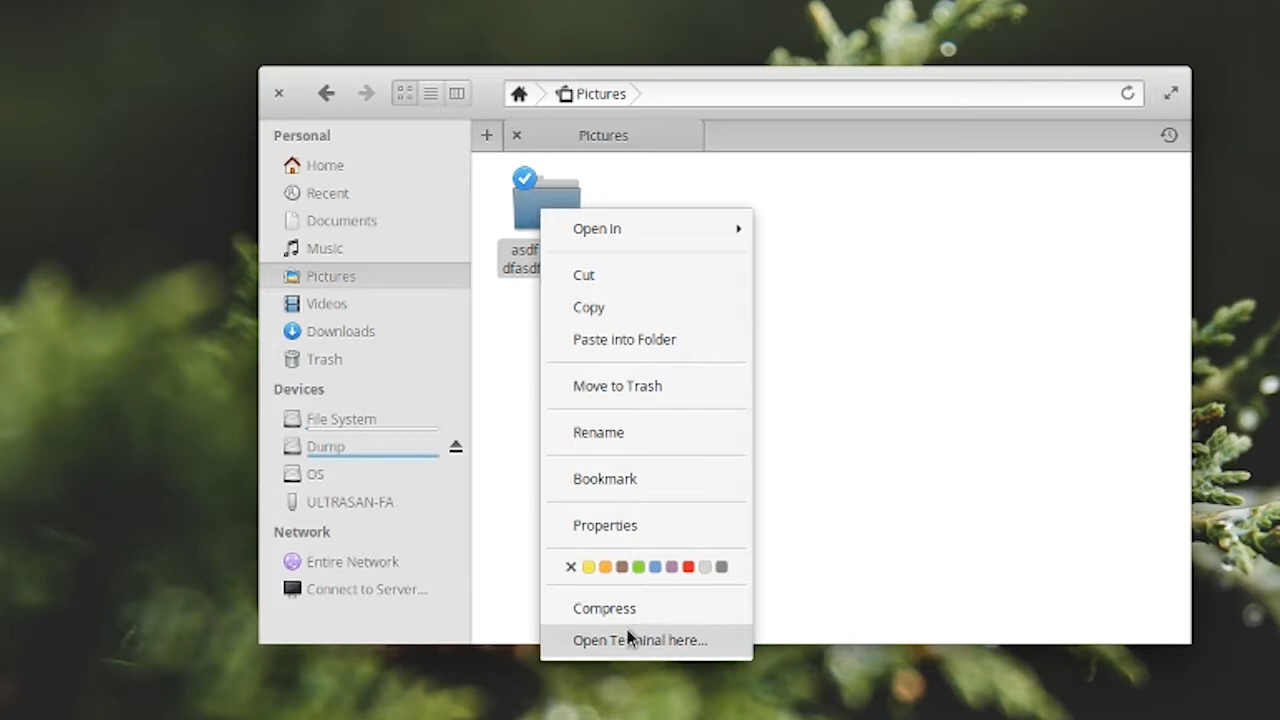 Pictures
Personal
Pictures
Home
Recent
Documents
Music
Pictures
Videos
Downloads
Trash
Devices
File System
Dump
OS
ULTRASAN-FA
Network
Entire Network
Connect to Server...
asdf
dfasdf
Open In
Cut
Copy
Paste into Folder
Move to Trash
Rename
Bookmark
Properties
Compress
Open Terminal here...